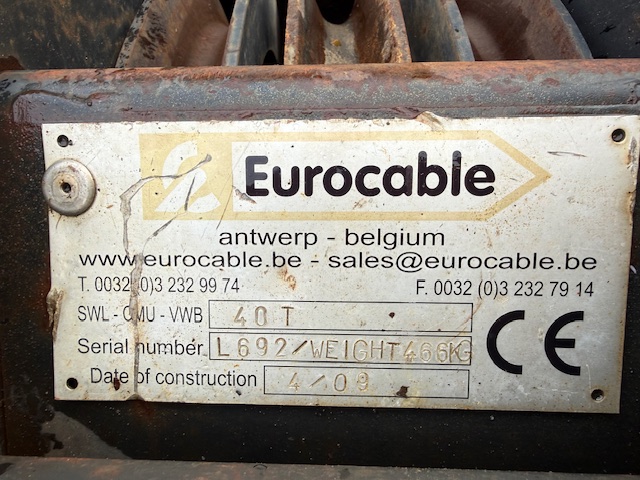 Eurocable
antwerp - belgium
www.eurocable.be - sales@eurocable.be
T. 0032 (0)3 232 99 74 F. 0032 (0)3 232 79 14
SWL - CMU - VWB 40T
Serial number L692/WEIGHT466KG CE
Date of construction 4/09